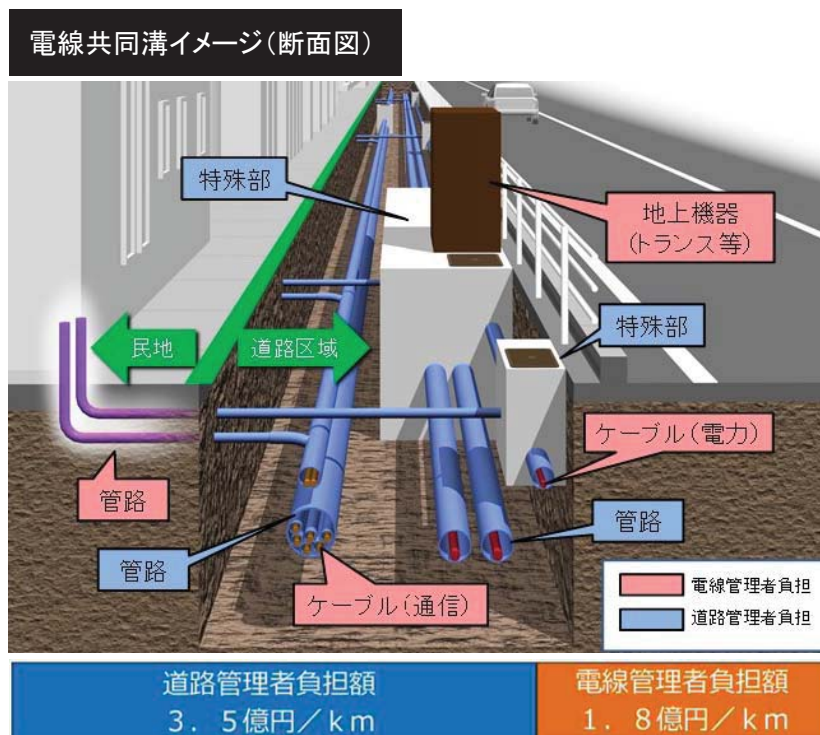 電線共同溝イメージ(断面図)
特殊部
地上機器
(トランス等)
特殊部
民地
道路区域
ケーブル(電力)
管路
管路
管路
ケーブル(通信)
電線管理者負担
道路管理者負担
道路管理者負担額
3.5億円/km
電線管理者負担額
1.8億円/km